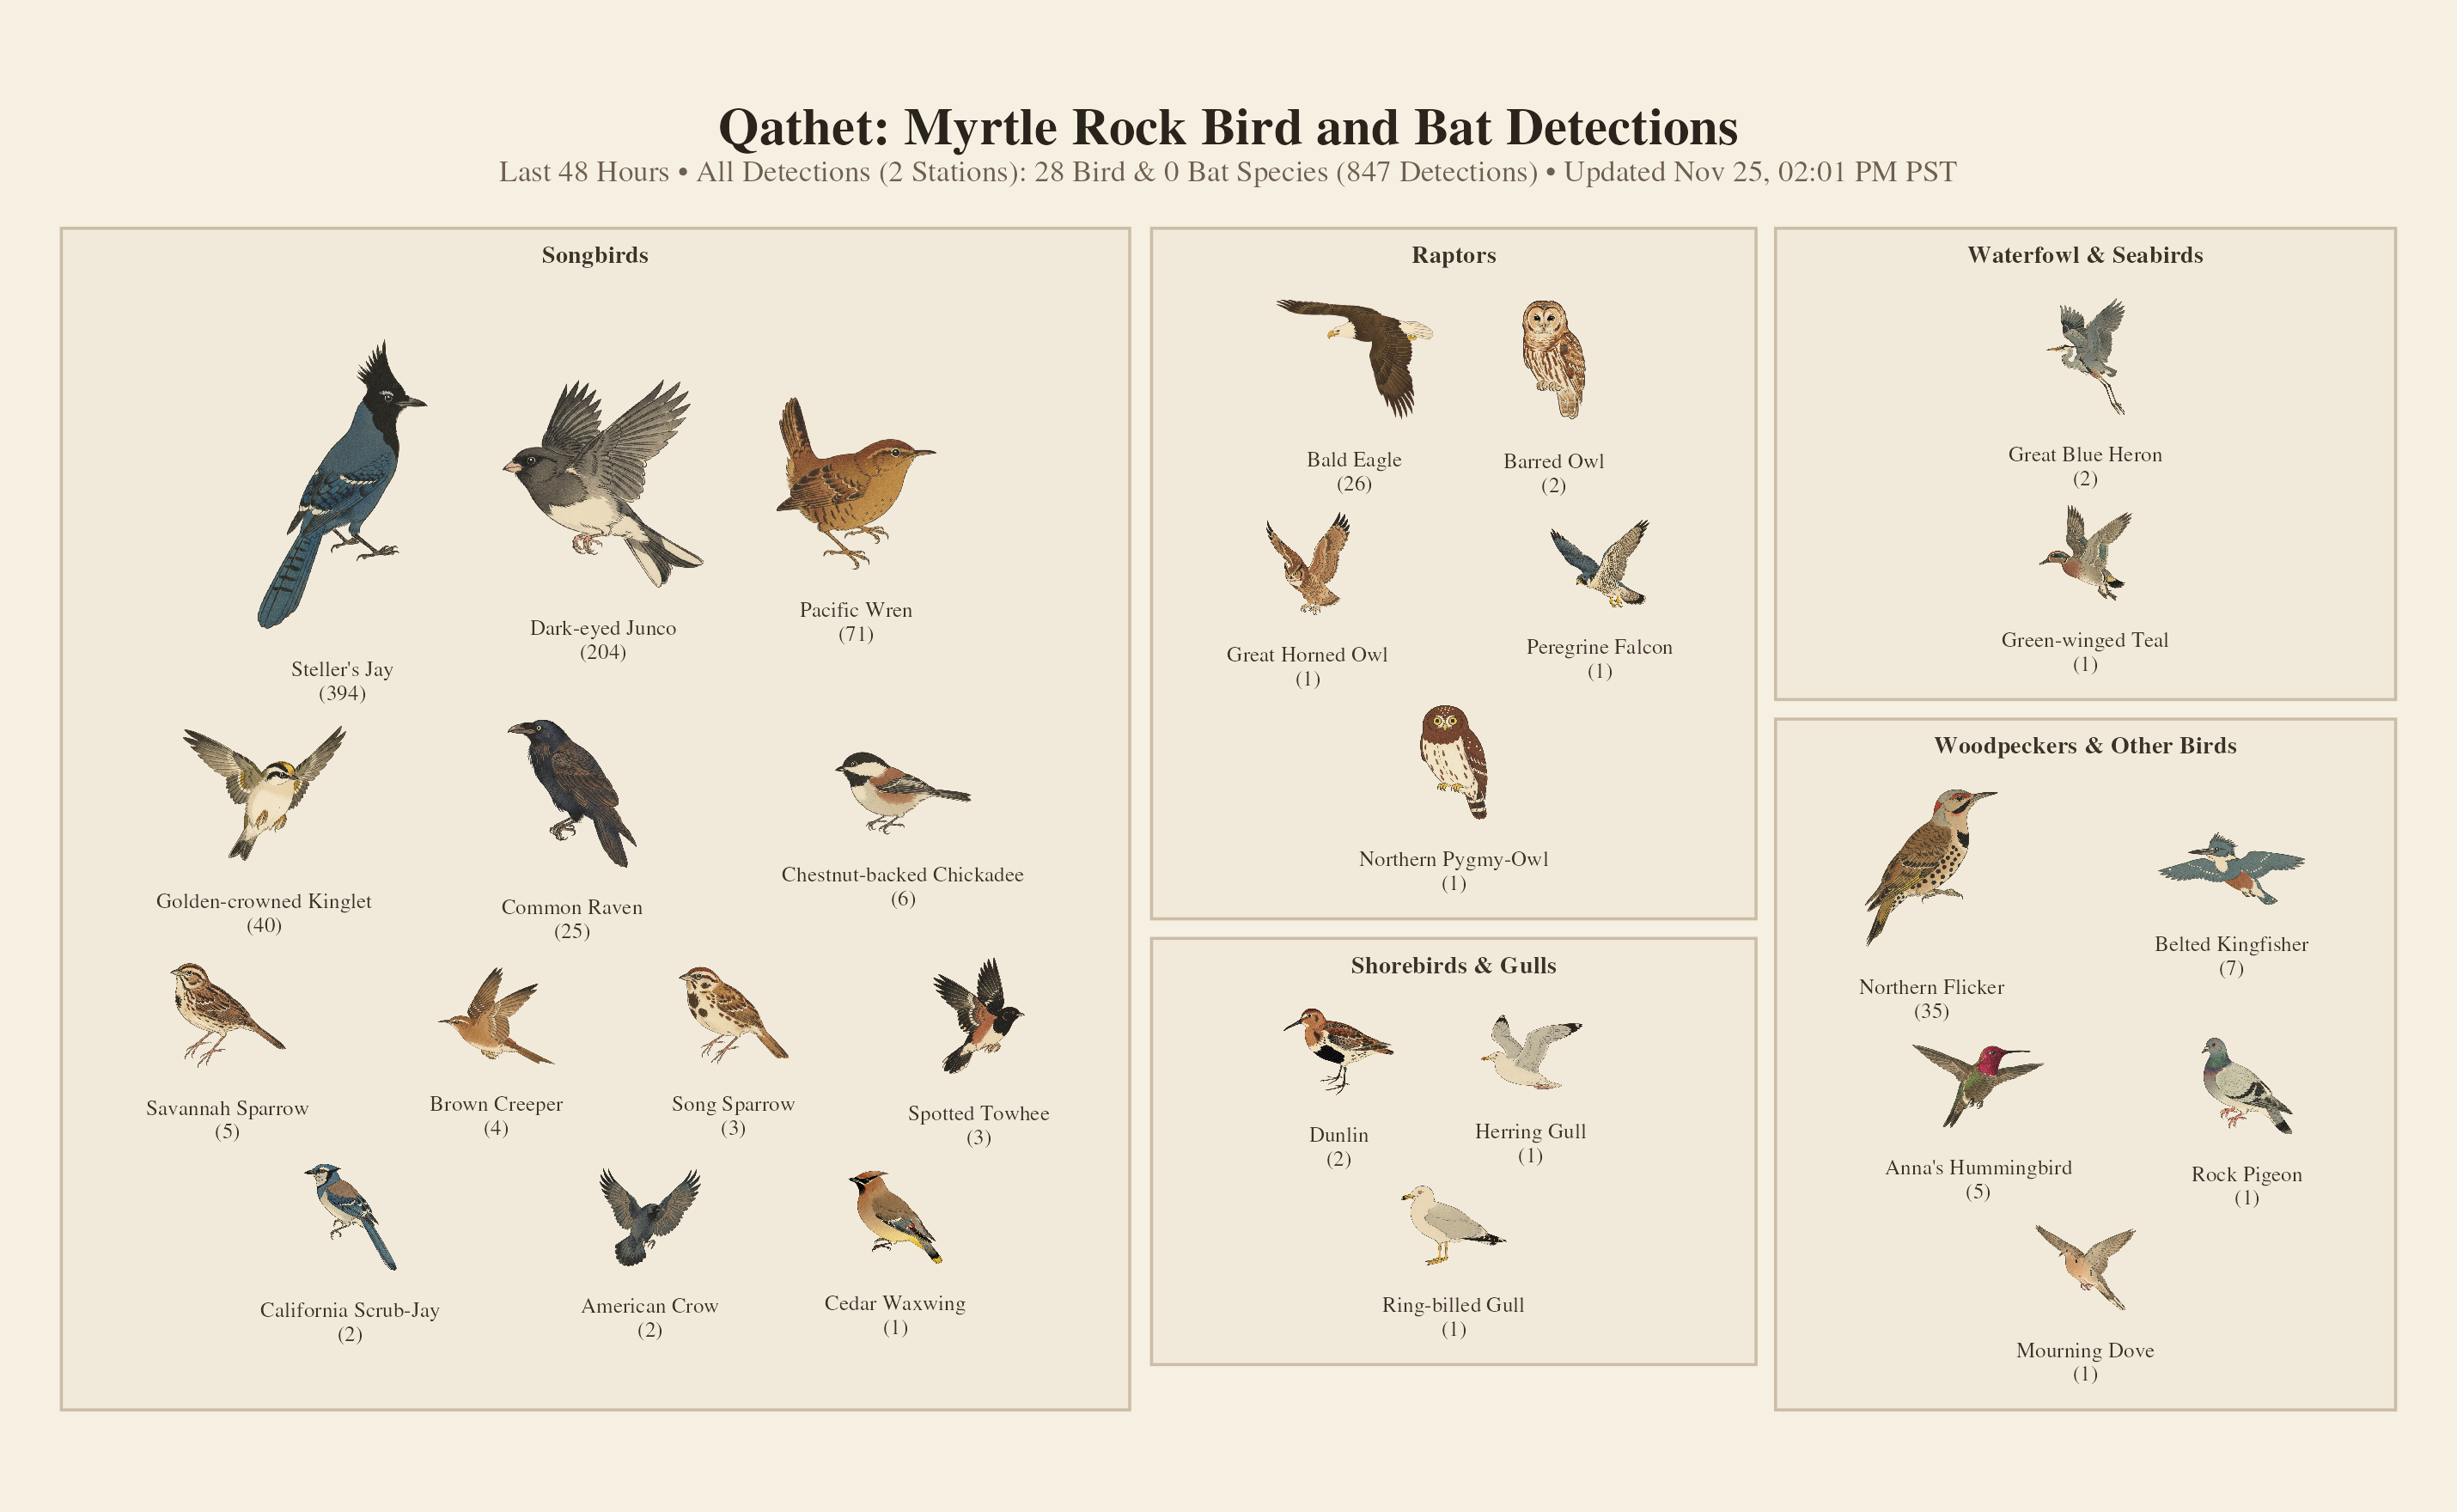 Qathet: Myrtle Rock Bird and Bat Detections
Last 48 Hours • All Detections (2 Stations): 28 Bird & 0 Bat Species (847 Detections) • Updated Nov 25, 02:01 PM PST
Songbirds
Steller's Jay
(394)
Dark-eyed Junco
(204)
Pacific Wren
(71)
Golden-crowned Kinglet
(40)
Common Raven
(25)
Chestnut-backed Chickadee
(6)
Savannah Sparrow
(5)
Brown Creeper
(4)
Song Sparrow
(3)
Spotted Towhee
(3)
California Scrub-Jay
(2)
American Crow
(2)
Cedar Waxwing
(1)
Raptors
Bald Eagle
(26)
Barred Owl
(2)
Great Horned Owl
(1)
Peregrine Falcon
(1)
Northern Pygmy-Owl
(1)
Shorebirds & Gulls
Dunlin
(2)
Herring Gull
(1)
Ring-billed Gull
(1)
Waterfowl & Seabirds
Great Blue Heron
(2)
Green-winged Teal
(1)
Woodpeckers & Other Birds
Northern Flicker
(35)
Belted Kingfisher
(7)
Anna's Hummingbird
(5)
Rock Pigeon
(1)
Mourning Dove
(1)